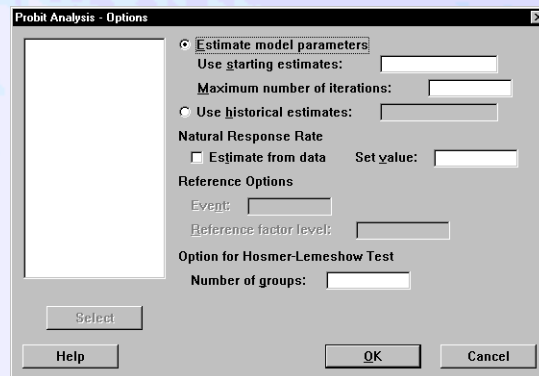 Probit Analysis - Options
Estimate model parameters
Use starting estimates:
Maximum number of iterations:
Use historical estimates:
Natural Response Rate
Estimate from data Set value:
Reference Options
Event:
Reference factor level:
Option for Hosmer-Lemeshow Test
Number of groups:
Select
Help OK Cancel